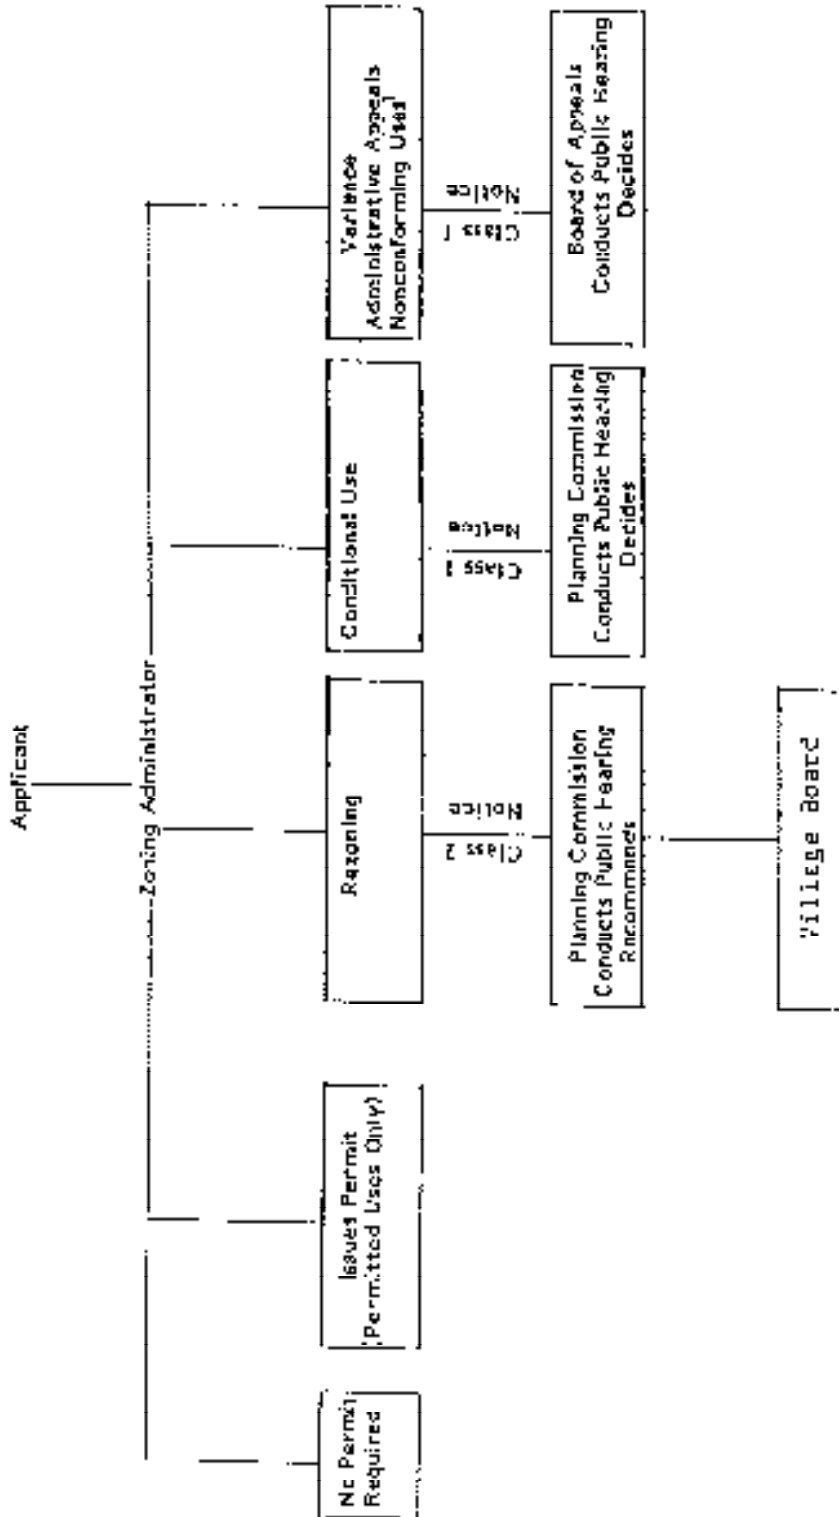 Applicant
Zoning Administrator
No Permit
Required
Issues Permit
(Permitted Uses Only)
Rezoning
Conditional Use
Variance
Administrative Appeals
Nonconforming Uses
Class 2 Notice
Class 1 Notice
Class 1 Notice
Planning Commission
Conducts Public Hearing
Recommends
Planning Commission
Conducts Public Hearing
Decides
Board of Appeals
Conducts Public Hearing
Decides
Village Board